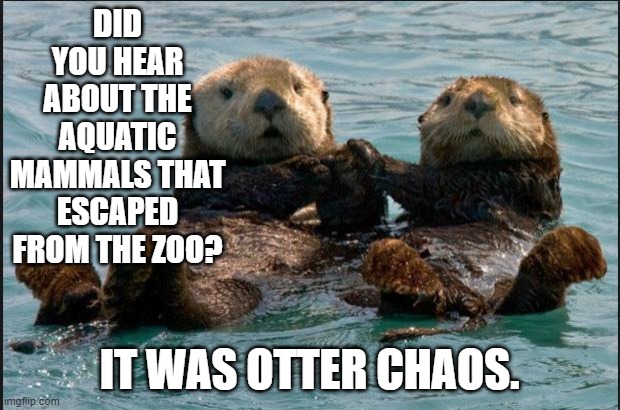 DID
YOU HEAR
ABOUT THE
AQUATIC
MAMMALS THAT
ESCAPED
FROM THE ZOO?
IT WAS OTTER CHAOS.
imgflip.com